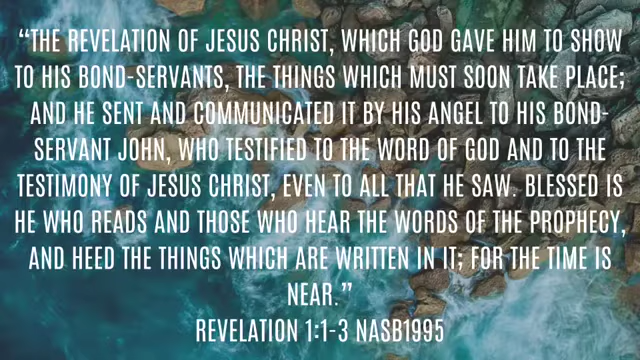 “THE REVELATION OF JESUS CHRIST, WHICH GOD GAVE HIM TO SHOW
TO HIS BOND-SERVANTS, THE THINGS WHICH MUST SOON TAKE PLACE;
AND HE SENT AND COMMUNICATED IT BY HIS ANGEL TO HIS BOND-
SERVANT JOHN, WHO TESTIFIED TO THE WORD OF GOD AND TO THE
TESTIMONY OF JESUS CHRIST, EVEN TO ALL THAT HE SAW. BLESSED IS
HE WHO READS AND THOSE WHO HEAR THE WORDS OF THE PROPHECY,
AND HEED THE THINGS WHICH ARE WRITTEN IN IT; FOR THE TIME IS
NEAR.”
REVELATION 1:1-3 NASB1995